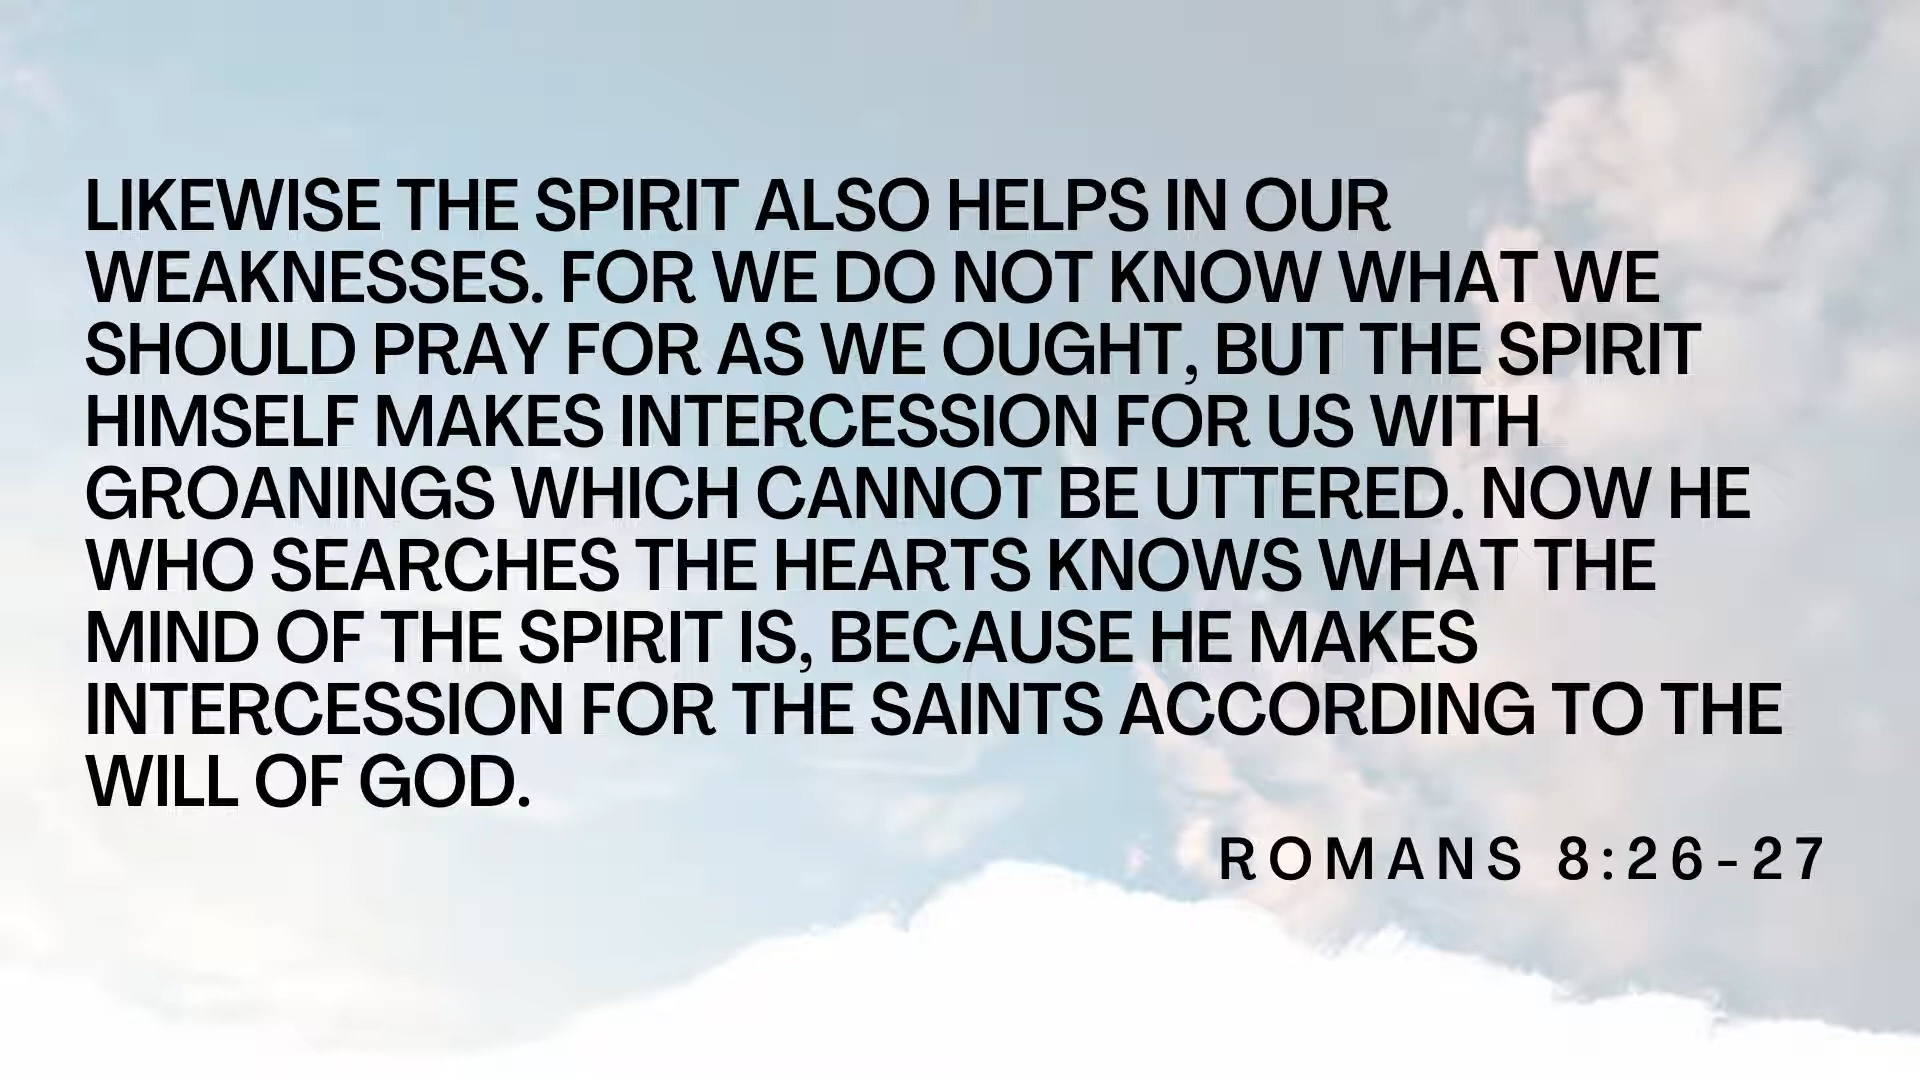 LIKEWISE THE SPIRIT ALSO HELPS IN OUR
WEAKNESSES. FOR WE DO NOT KNOW WHAT WE
SHOULD PRAY FOR AS WE OUGHT, BUT THE SPIRIT
HIMSELF MAKES INTERCESSION FOR US WITH
GROANINGS WHICH CANNOT BE UTTERED. NOW HE
WHO SEARCHES THE HEARTS KNOWS WHAT THE
MIND OF THE SPIRIT IS, BECAUSE HE MAKES
INTERCESSION FOR THE SAINTS ACCORDING TO THE
WILL OF GOD.
ROMANS 8:26-27